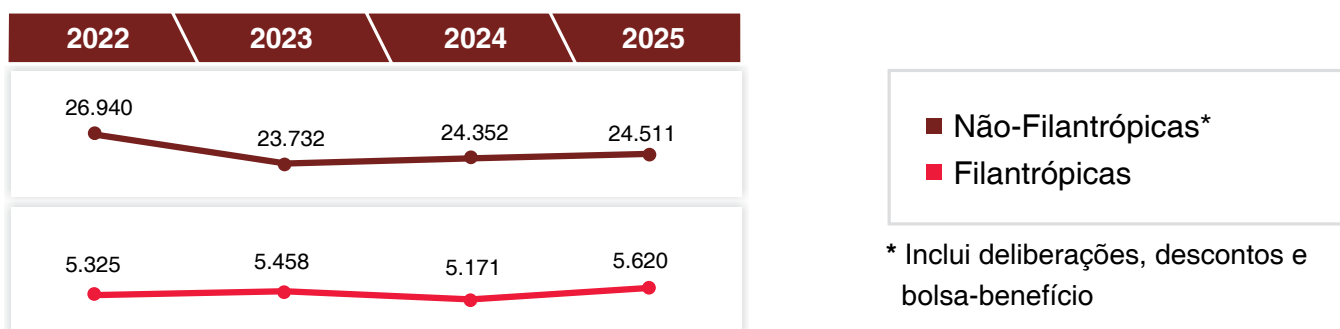 2022 2023 2024 2025
26.940 23.732 24.352 24.511
5.325 5.458 5.171 5.620
Não-Filantrópicas*
Filantrópicas
* Inclui deliberações, descontos e
bolsa-benefício